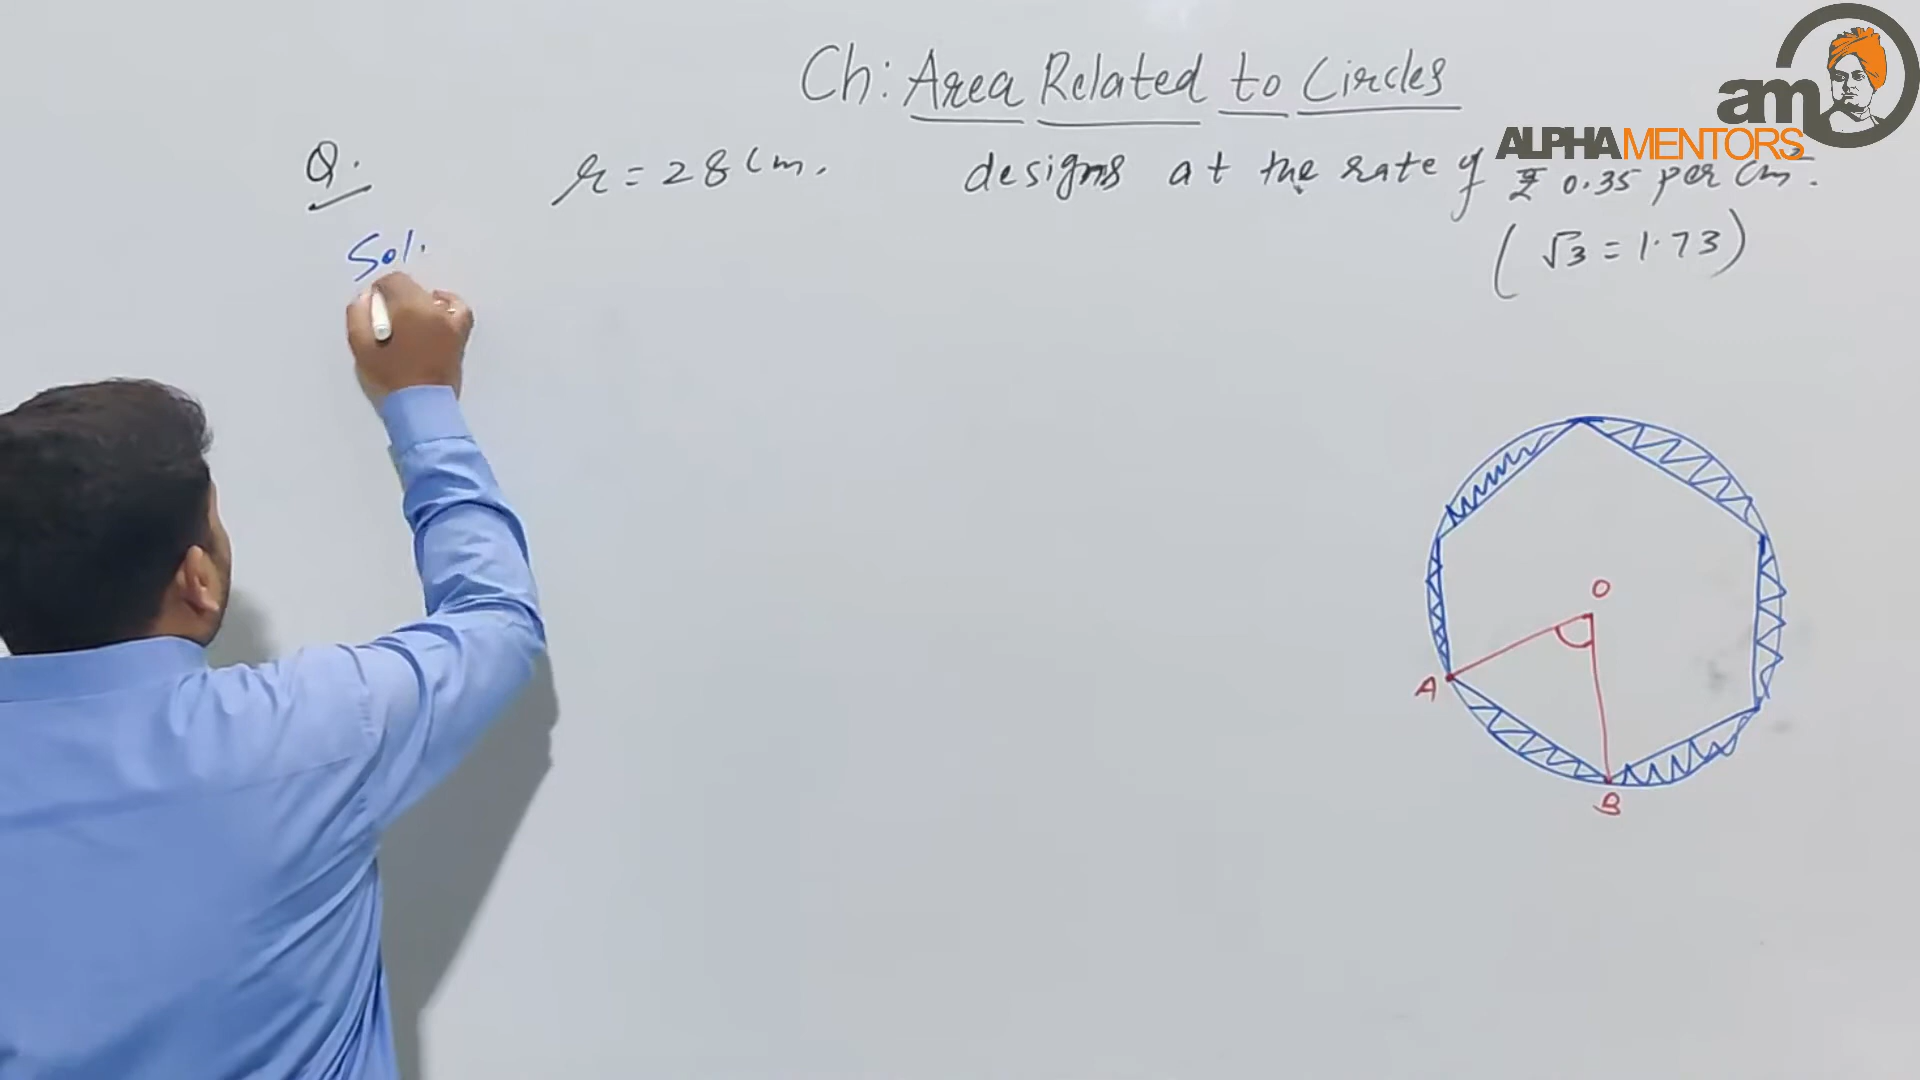 Ch: Area Related to Circles
am
ALPHAMENTORS
Q. r = 28 cm. designs at the rate of ₹ 0.35 per cm².
(√3 = 1.73)
Sol.
O
A
B